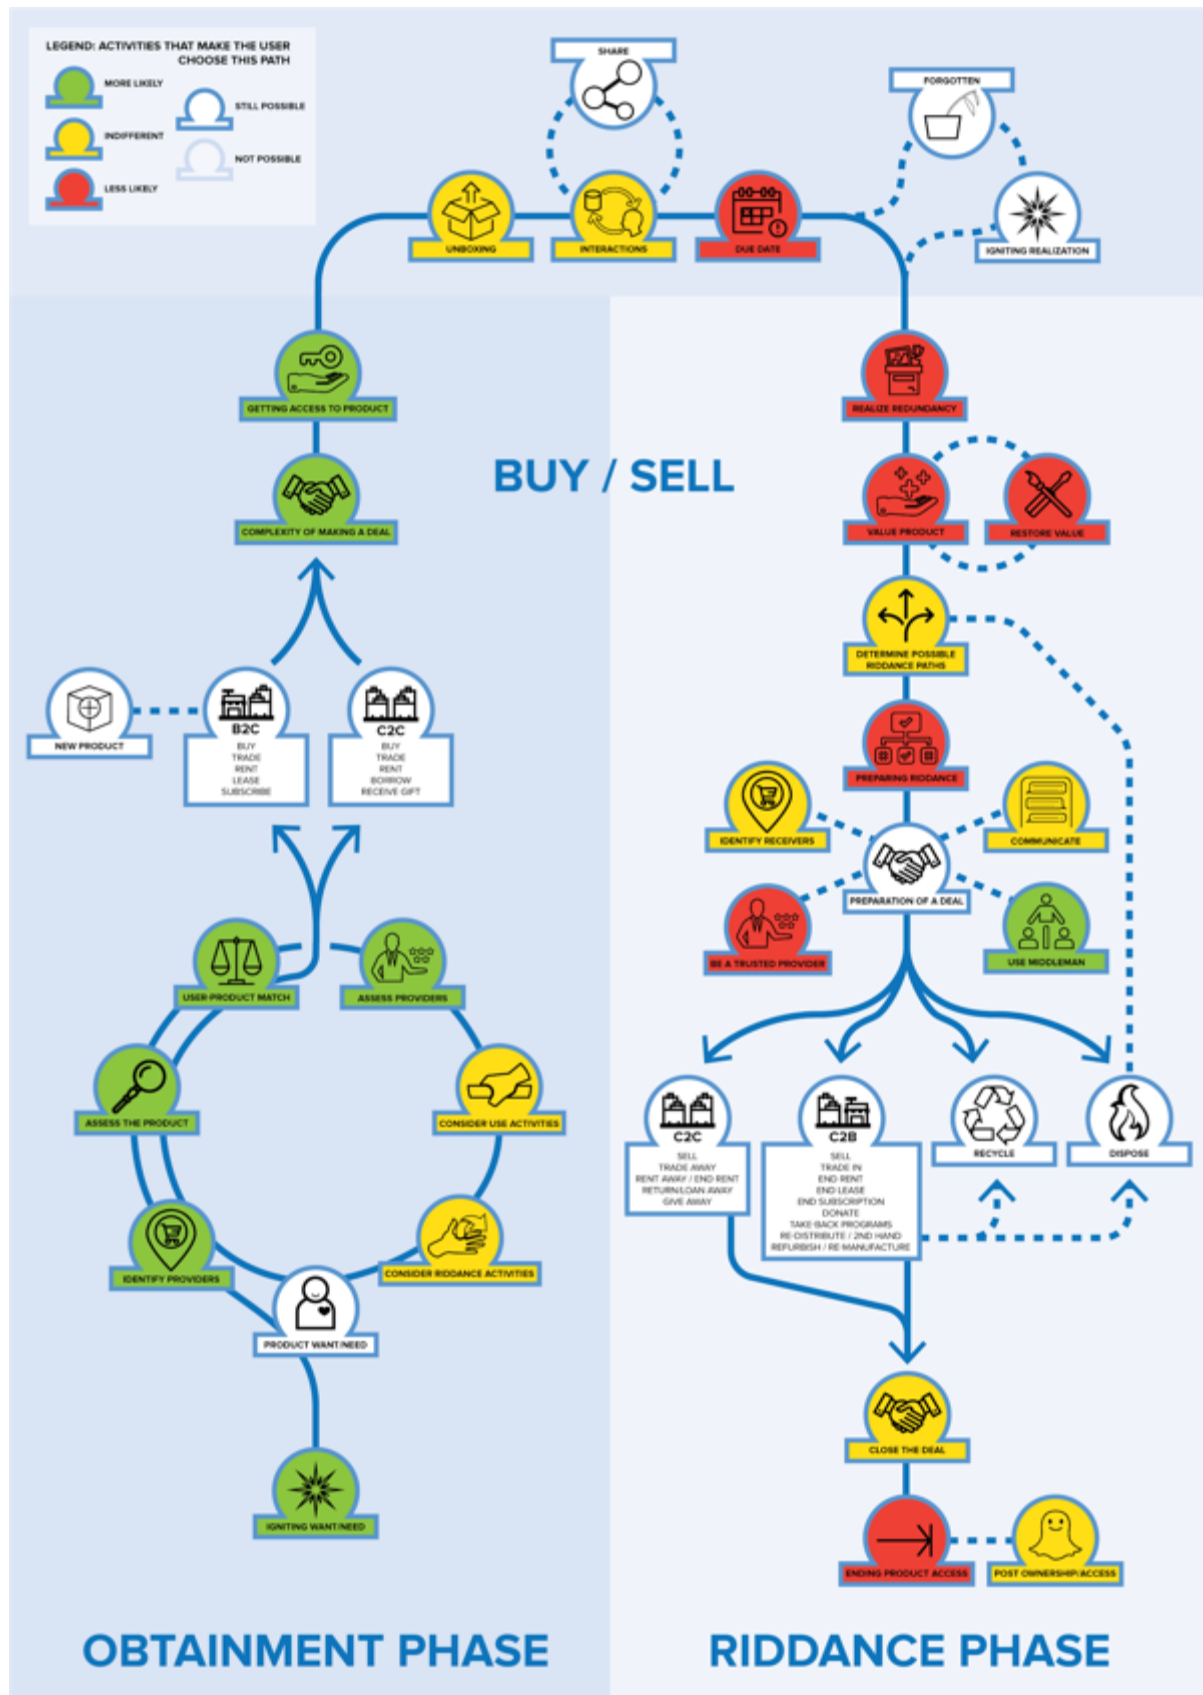 LEGEND: ACTIVITIES THAT MAKE THE USER
CHOOSE THIS PATH
MORE LIKELY
STILL POSSIBLE
INDIFFERENT
NOT POSSIBLE
LESS LIKELY
SHARE
FORGOTTEN
UNBOXING
INTERACTIONS
DUE DATE
IGNITING REALIZATION
GETTING ACCESS TO PRODUCT
REALIZE REDUNDANCY
BUY / SELL
COMPLEXITY OF MAKING A DEAL
VALUE PRODUCT
RESTORE VALUE
DETERMINE POSSIBLE
RIDDANCE PATHS
NEW PRODUCT
B2C
BUY
TRADE
RENT
LEASE
SUBSCRIBE
C2C
BUY
TRADE
RENT
BORROW
RECEIVE GIFT
PREPARING RIDDANCE
IDENTIFY RECEIVERS
COMMUNICATE
PREPARATION OF A DEAL
BE A TRUSTED PROVIDER
USE MIDDLEMAN
USER-PRODUCT MATCH
ASSESS PROVIDERS
ASSESS THE PRODUCT
CONSIDER USE ACTIVITIES
IDENTIFY PROVIDERS
CONSIDER RIDDANCE ACTIVITIES
PRODUCT WANT/NEED
IGNITING WANT/NEED
C2C
SELL
TRADE AWAY
RENT AWAY / END RENT
RETURN/LOAN AWAY
GIVE AWAY
C2B
SELL
TRADE IN
END RENT
END LEASE
END SUBSCRIPTION
DONATE
TAKE-BACK PROGRAMS
RE-DISTRIBUTE / 2ND HAND
REFURBISH / RE-MANUFACTURE
RECYCLE
DISPOSE
CLOSE THE DEAL
ENDING PRODUCT ACCESS
POST OWNERSHIP/ACCESS
OBTAINMENT PHASE
RIDDANCE PHASE